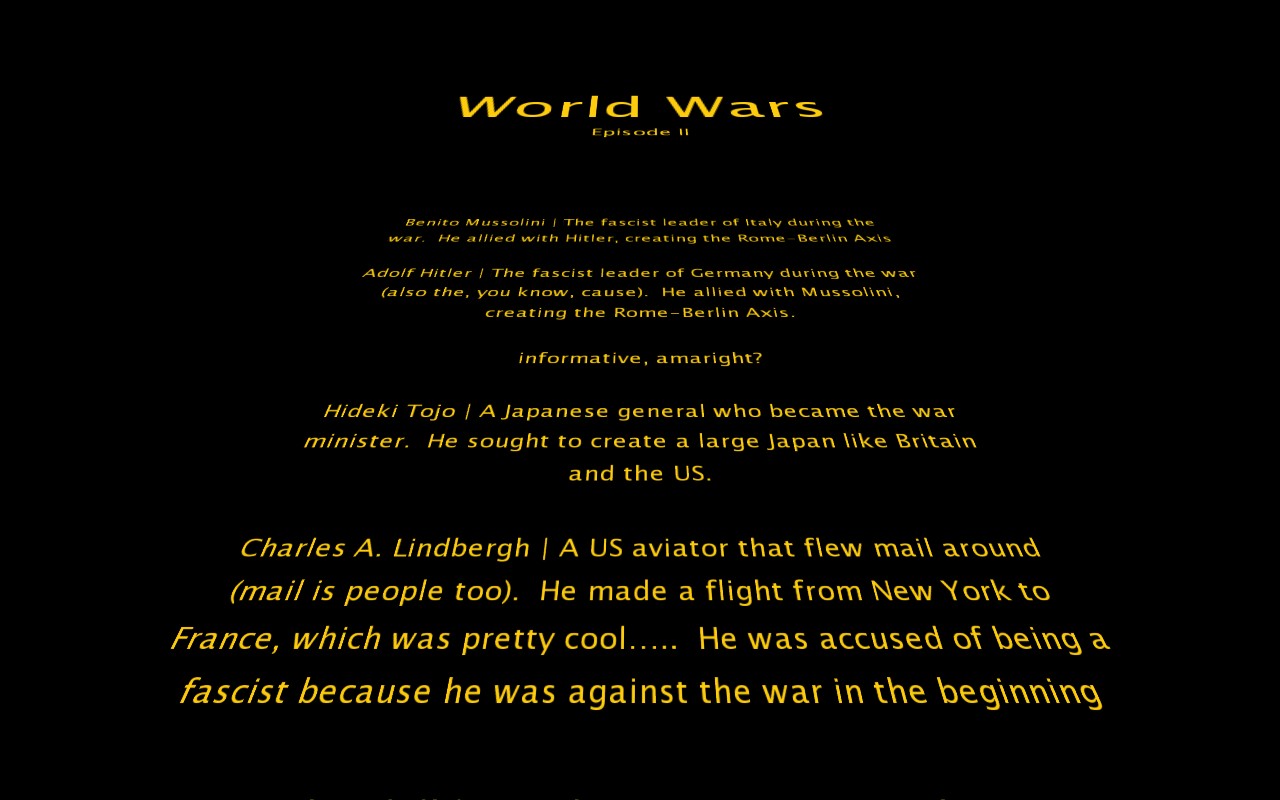 World Wars
Episode II
Benito Mussolini | The fascist leader of Italy during the
war.  He allied with Hitler, creating the Rome-Berlin Axis
Adolf Hitler | The fascist leader of Germany during the war
(also the, you know, cause).  He allied with Mussolini,
creating the Rome-Berlin Axis.
informative, amaright?
Hideki Tojo | A Japanese general who became the war
minister.  He sought to create a large Japan like Britain
and the US.
Charles A. Lindbergh | A US aviator that flew mail around
(mail is people too).  He made a flight from New York to
France, which was pretty cool.....  He was accused of being a
fascist because he was against the war in the beginning